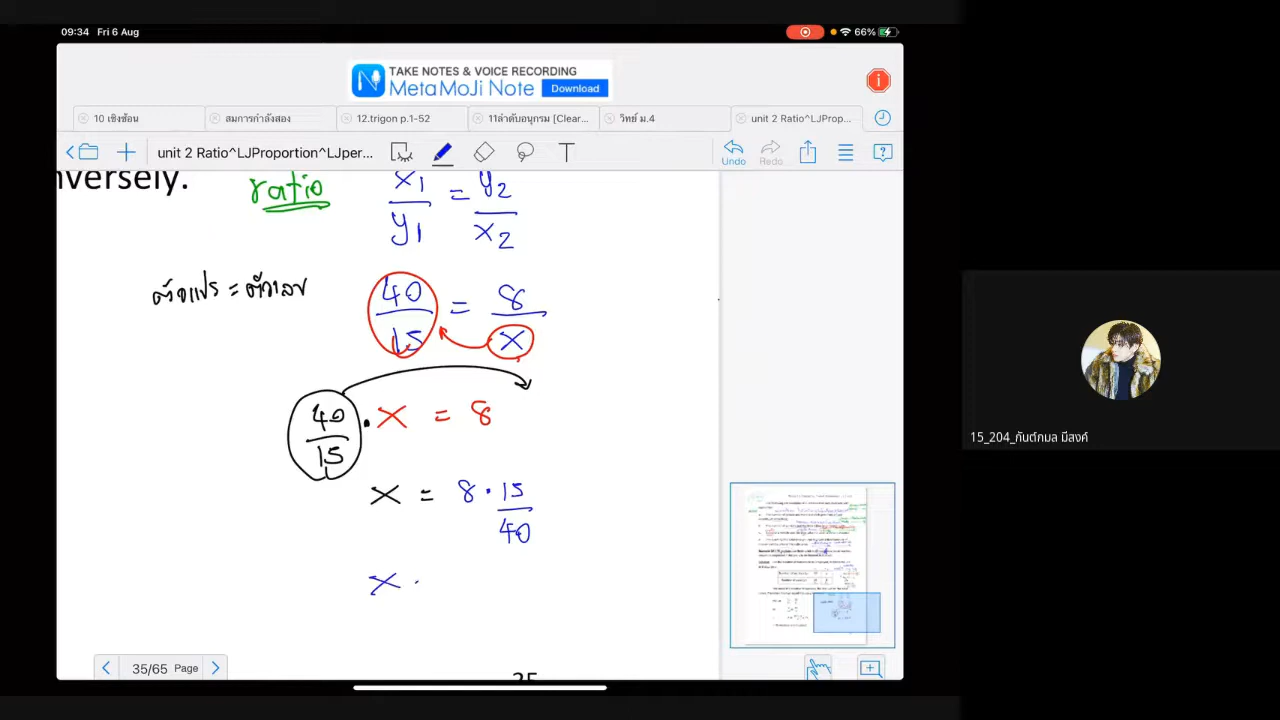 09:34 Fri 6 Aug
66%
TAKE NOTES & VOICE RECORDING
MetaMoJi Note
Download
10 เชิงซ้อน
สมการกำลังสอง
12.trigon p.1-52
11ลำดับอนุกรม [Clear...
วิทย์ ม.4
unit 2 Ratio^LJPropo...
unit 2 Ratio^LJProportion^LJper...
Undo
Redo
nversely.
ratio
x1/y1 = y2/x2
ตัวแปร = ตัวเลข
40/15 = 8/x
40/15 · x = 8
x = 8 · 15/40
x
35/65 Page
15_204_กันต์กมล มีสงค์